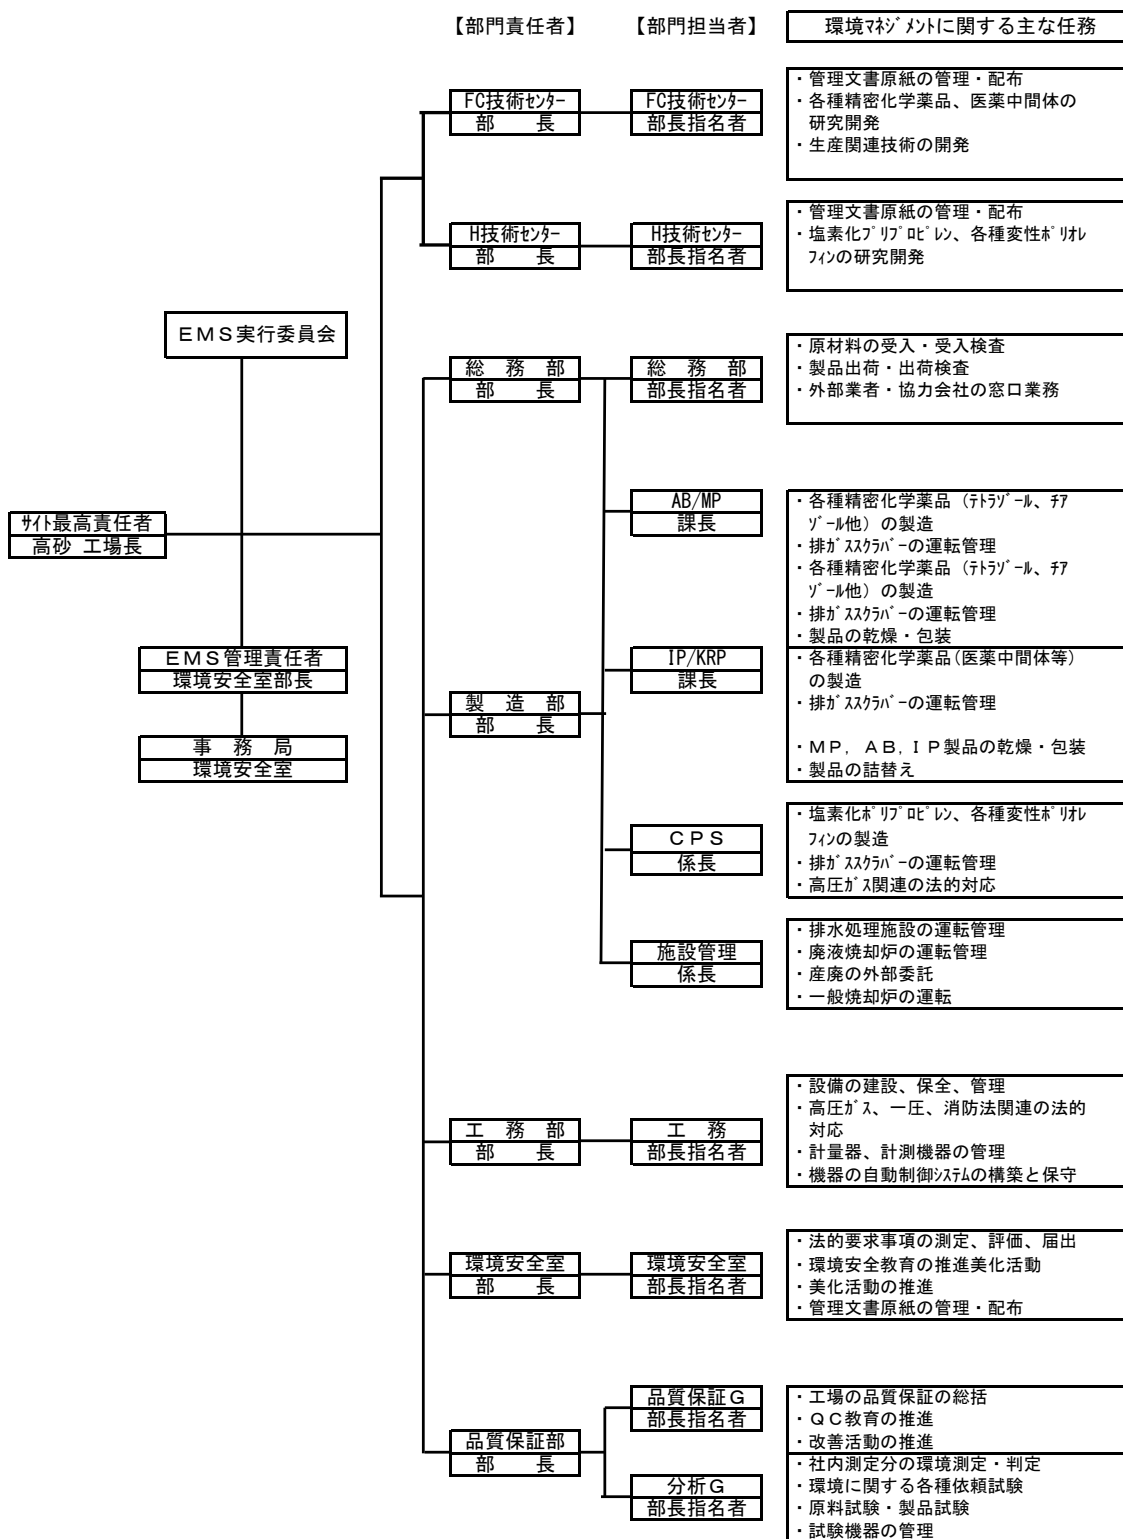 【部門責任者】 【部門担当者】 環境ﾏﾈｼﾞﾒﾝﾄに関する主な任務
FC技術ｾﾝﾀｰ
部 長
FC技術ｾﾝﾀｰ
部長指名者
・管理文書原紙の管理・配布
・各種精密化学薬品、医薬中間体の
研究開発
・生産関連技術の開発
H技術ｾﾝﾀｰ
部 長
H技術ｾﾝﾀｰ
部長指名者
・管理文書原紙の管理・配布
・塩素化ﾌﾟﾘﾌﾟﾛﾋﾟﾚﾝ、各種変性ﾎﾟﾘｵﾚ
ﾌｨﾝの研究開発
ＥＭＳ実行委員会
総 務 部
部 長
総 務 部
部長指名者
・原材料の受入・受入検査
・製品出荷・出荷検査
・外部業者・協力会社の窓口業務
ｻｲﾄ最高責任者
高砂 工場長
AB/MP
課長
・各種精密化学薬品（ﾃﾄﾗｿﾞｰﾙ、ﾁｱ
ｿﾞｰﾙ他）の製造
・排ｶﾞｽｽｸﾗﾊﾞｰの運転管理
・各種精密化学薬品（ﾃﾄﾗｿﾞｰﾙ、ﾁｱ
ｿﾞｰﾙ他）の製造
・排ｶﾞｽｽｸﾗﾊﾞｰの運転管理
・製品の乾燥・包装
ＥＭＳ管理責任者
環境安全室部長
事 務 局
環境安全室
製 造 部
部 長
IP/KRP
課長
・各種精密化学薬品(医薬中間体等)
の製造
・排ｶﾞｽｽｸﾗﾊﾞｰの運転管理
・ＭＰ，ＡＢ，ＩＰ製品の乾燥・包装
・製品の詰替え
ＣＰＳ
係長
・塩素化ﾎﾟﾘﾌﾟﾛﾋﾟﾚﾝ、各種変性ﾎﾟﾘｵﾚ
ﾌｨﾝの製造
・排ｶﾞｽｽｸﾗﾊﾞｰの運転管理
・高圧ｶﾞｽ関連の法的対応
施設管理
係長
・排水処理施設の運転管理
・廃液焼却炉の運転管理
・産廃の外部委託
・一般焼却炉の運転
工 務 部
部 長
工 務
部長指名者
・設備の建設、保全、管理
・高圧ｶﾞｽ、一圧、消防法関連の法的
対応
・計量器、計測機器の管理
・機器の自動制御ｼｽﾃﾑの構築と保守
環境安全室
部 長
環境安全室
部長指名者
・法的要求事項の測定、評価、届出
・環境安全教育の推進美化活動
・美化活動の推進
・管理文書原紙の管理・配布
品質保証部
部 長
品質保証Ｇ
部長指名者
・工場の品質保証の総括
・ＱＣ教育の推進
・改善活動の推進
分析Ｇ
部長指名者
・社内測定分の環境測定・判定
・環境に関する各種依頼試験
・原料試験・製品試験
・試験機器の管理